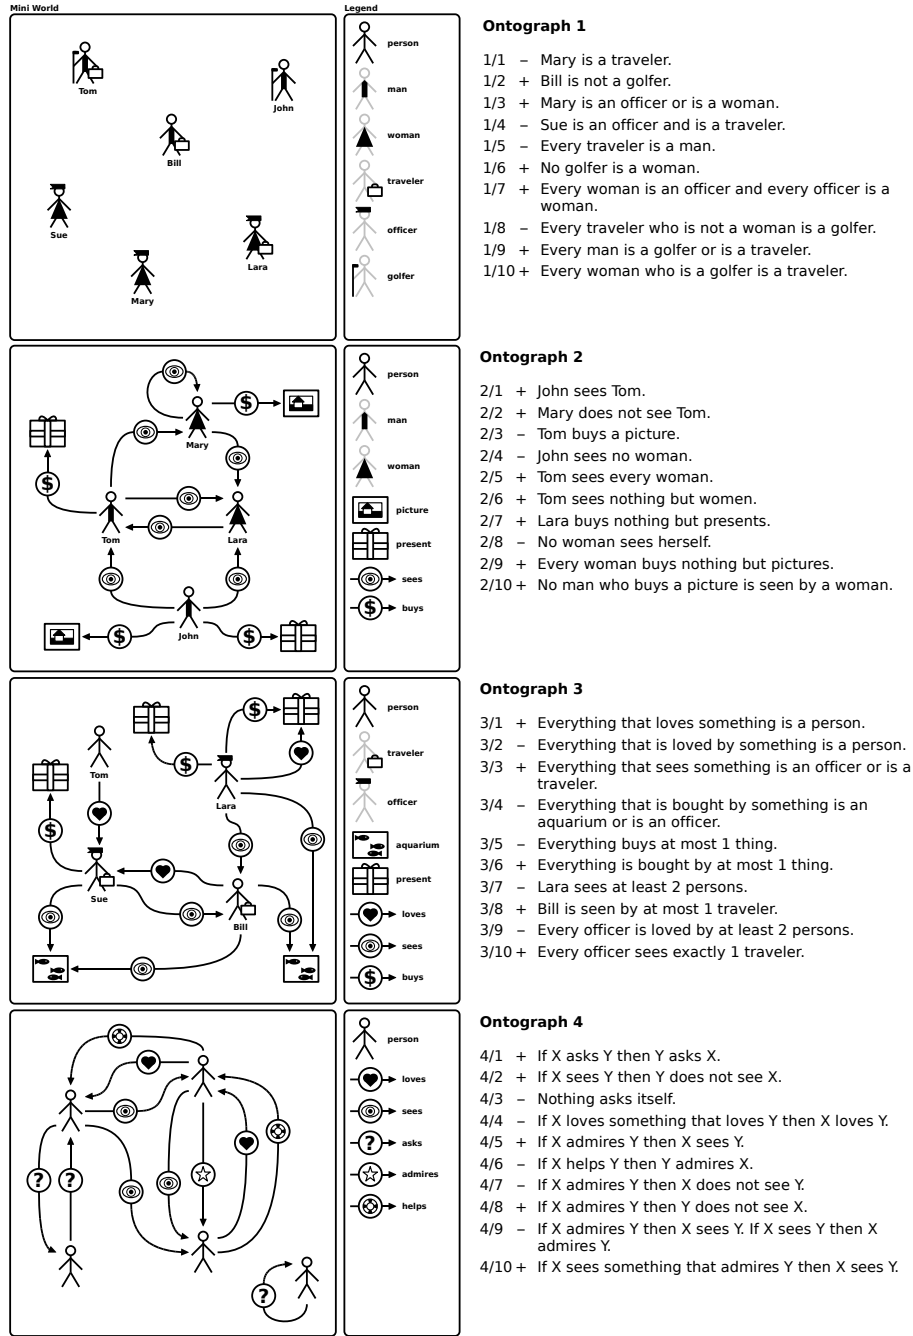 Mini World
Legend
Tom
John
Bill
Sue
Lara
Mary
person
man
woman
traveler
officer
golfer
Ontograph 1
1/1 – Mary is a traveler.
1/2 + Bill is not a golfer.
1/3 + Mary is an officer or is a woman.
1/4 – Sue is an officer and is a traveler.
1/5 – Every traveler is a man.
1/6 + No golfer is a woman.
1/7 + Every woman is an officer and every officer is a
woman.
1/8 – Every traveler who is not a woman is a golfer.
1/9 + Every man is a golfer or is a traveler.
1/10 + Every woman who is a golfer is a traveler.
$
Mary
$
Tom
Lara
John
$
$
person
man
woman
picture
present
sees
$ buys
Ontograph 2
2/1 + John sees Tom.
2/2 + Mary does not see Tom.
2/3 – Tom buys a picture.
2/4 – John sees no woman.
2/5 + Tom sees every woman.
2/6 + Tom sees nothing but women.
2/7 + Lara buys nothing but presents.
2/8 – No woman sees herself.
2/9 + Every woman buys nothing but pictures.
2/10 + No man who buys a picture is seen by a woman.
$
Tom
$
Lara
$
Sue
Bill
person
traveler
officer
aquarium
present
loves
sees
$ buys
Ontograph 3
3/1 + Everything that loves something is a person.
3/2 – Everything that is loved by something is a person.
3/3 + Everything that sees something is an officer or is a
traveler.
3/4 – Everything that is bought by something is an
aquarium or is an officer.
3/5 – Everything buys at most 1 thing.
3/6 + Everything is bought by at most 1 thing.
3/7 – Lara sees at least 2 persons.
3/8 + Bill is seen by at most 1 traveler.
3/9 – Every officer is loved by at least 2 persons.
3/10 + Every officer sees exactly 1 traveler.
?
?
?
person
loves
sees
? asks
admires
helps
Ontograph 4
4/1 + If X asks Y then Y asks X.
4/2 + If X sees Y then Y does not see X.
4/3 – Nothing asks itself.
4/4 – If X loves something that loves Y then X loves Y.
4/5 + If X admires Y then X sees Y.
4/6 – If X helps Y then Y admires X.
4/7 – If X admires Y then X does not see Y.
4/8 + If X admires Y then Y does not see X.
4/9 – If X admires Y then X sees Y. If X sees Y then X
admires Y.
4/10 + If X sees something that admires Y then X sees Y.